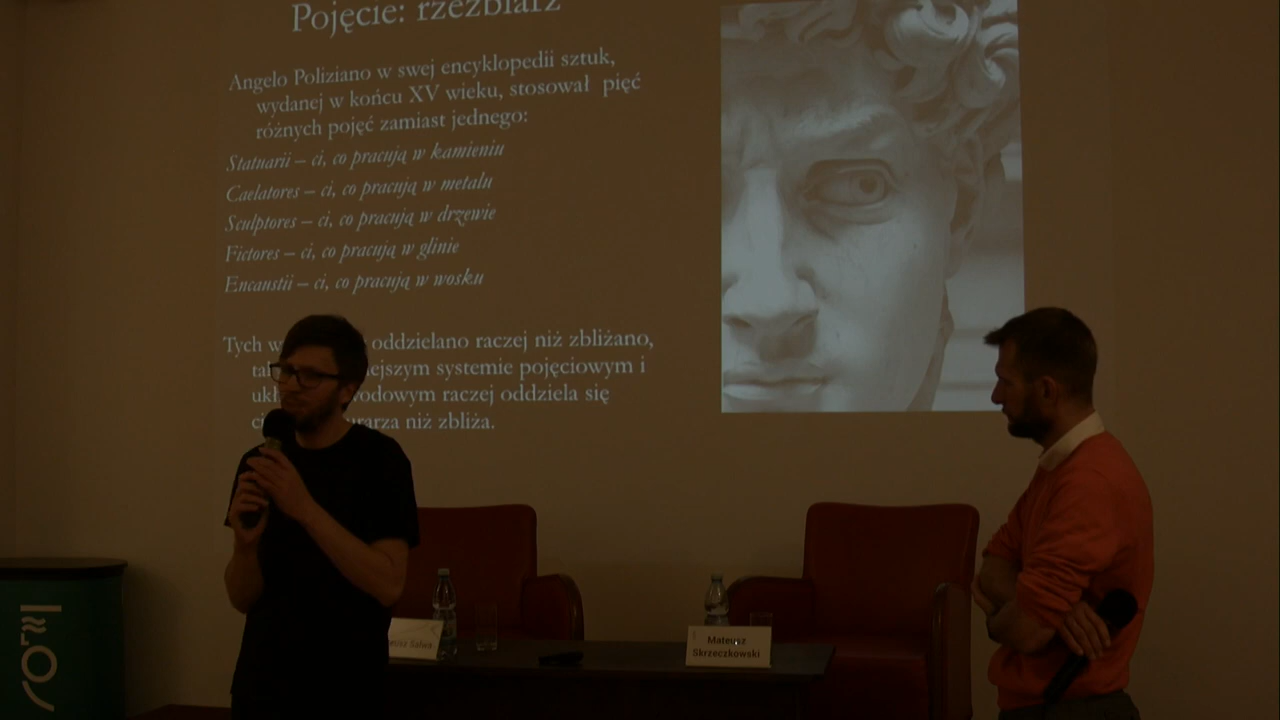 Pojęcie: rzeźbiarz
Angelo Poliziano w swej encyklopedii sztuk,
wydanej w końcu XV wieku, stosował pięć
różnych pojęć zamiast jednego:
Statuarii – ci, co pracują w kamieniu
Caelatores – ci, co pracują w metalu
Sculptores – ci, co pracują w drzewie
Fictores – ci, co pracują w glinie
Encaustii – ci, co pracują w wosku
Tych oddzielano raczej niż zbliżano,
systemie pojęciowym i
raczej oddziela się
niż zbliża.
Salwa
Mateusz
Skrzeczkowski